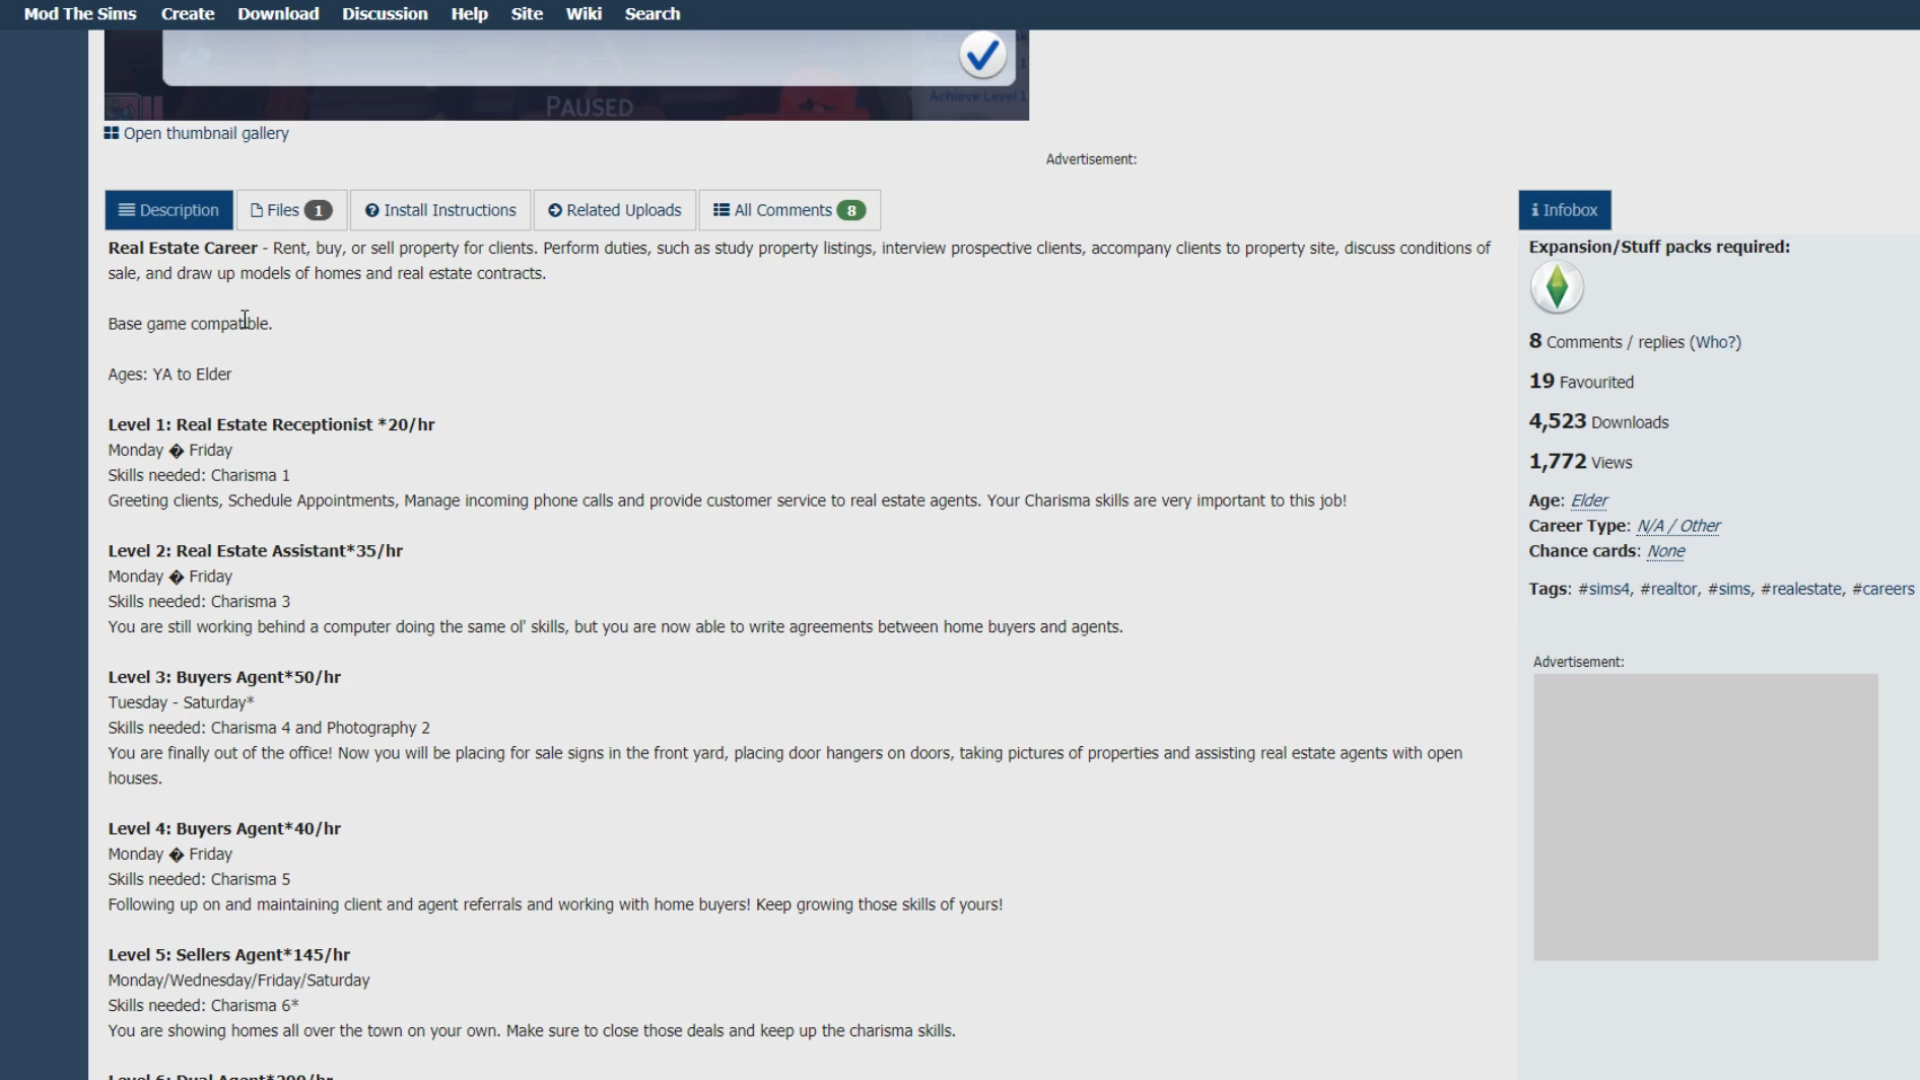 Mod The Sims Create Download Discussion Help Site Wiki Search
Achieve Level 1
PAUSED
Open thumbnail gallery
Advertisement:
Description Files 1 Install Instructions Related Uploads All Comments 8
Infobox
Real Estate Career - Rent, buy, or sell property for clients. Perform duties, such as study property listings, interview prospective clients, accompany clients to property site, discuss conditions of
sale, and draw up models of homes and real estate contracts.
Base game compatible.
Ages: YA to Elder
Level 1: Real Estate Receptionist *20/hr
Monday � Friday
Skills needed: Charisma 1
Greeting clients, Schedule Appointments, Manage incoming phone calls and provide customer service to real estate agents. Your Charisma skills are very important to this job!
Level 2: Real Estate Assistant*35/hr
Monday � Friday
Skills needed: Charisma 3
You are still working behind a computer doing the same ol' skills, but you are now able to write agreements between home buyers and agents.
Level 3: Buyers Agent*50/hr
Tuesday - Saturday*
Skills needed: Charisma 4 and Photography 2
You are finally out of the office! Now you will be placing for sale signs in the front yard, placing door hangers on doors, taking pictures of properties and assisting real estate agents with open
houses.
Level 4: Buyers Agent*40/hr
Monday � Friday
Skills needed: Charisma 5
Following up on and maintaining client and agent referrals and working with home buyers! Keep growing those skills of yours!
Level 5: Sellers Agent*145/hr
Monday/Wednesday/Friday/Saturday
Skills needed: Charisma 6*
You are showing homes all over the town on your own. Make sure to close those deals and keep up the charisma skills.
Level 6: Dual Agent*200/hr
Expansion/Stuff packs required:
8 Comments / replies (Who?)
19 Favourited
4,523 Downloads
1,772 Views
Age: Elder
Career Type: N/A / Other
Chance cards: None
Tags: #sims4, #realtor, #sims, #realestate, #careers
Advertisement: